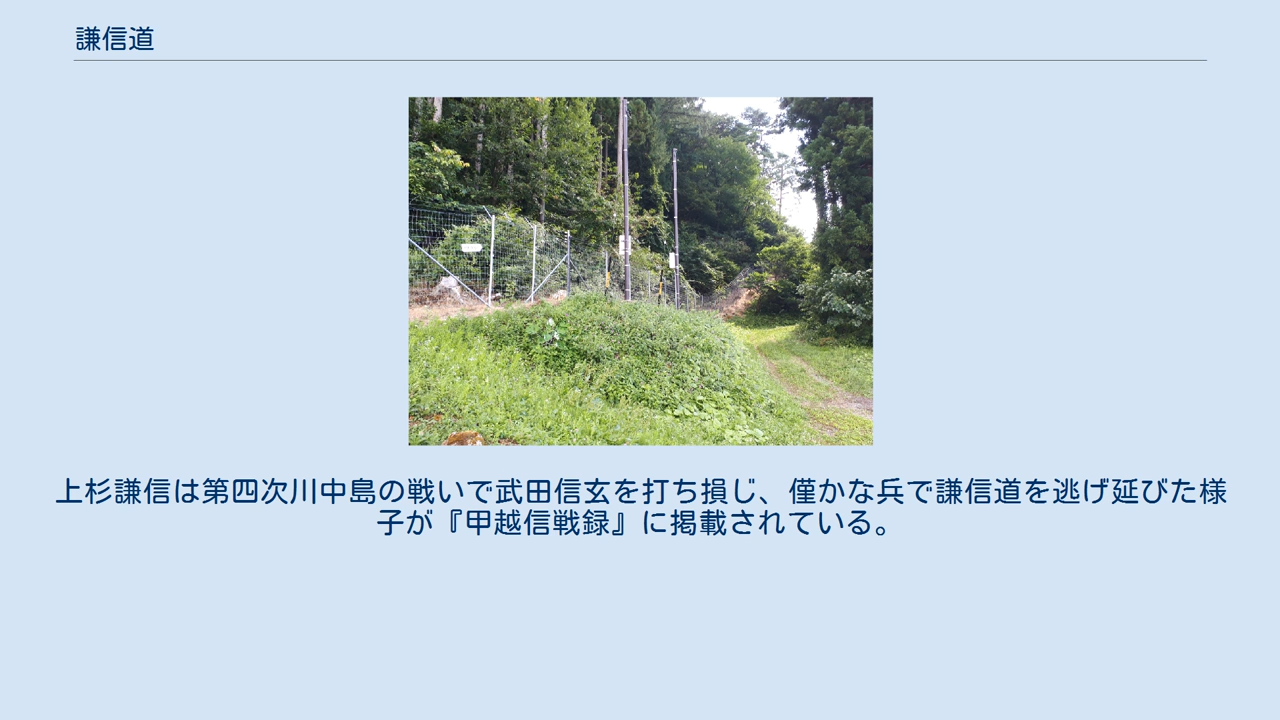 謙信道
上杉謙信は第四次川中島の戦いで武田信玄を打ち損じ、僅かな兵で謙信道を逃げ延びた様
子が『甲越信戦録』に掲載されている。